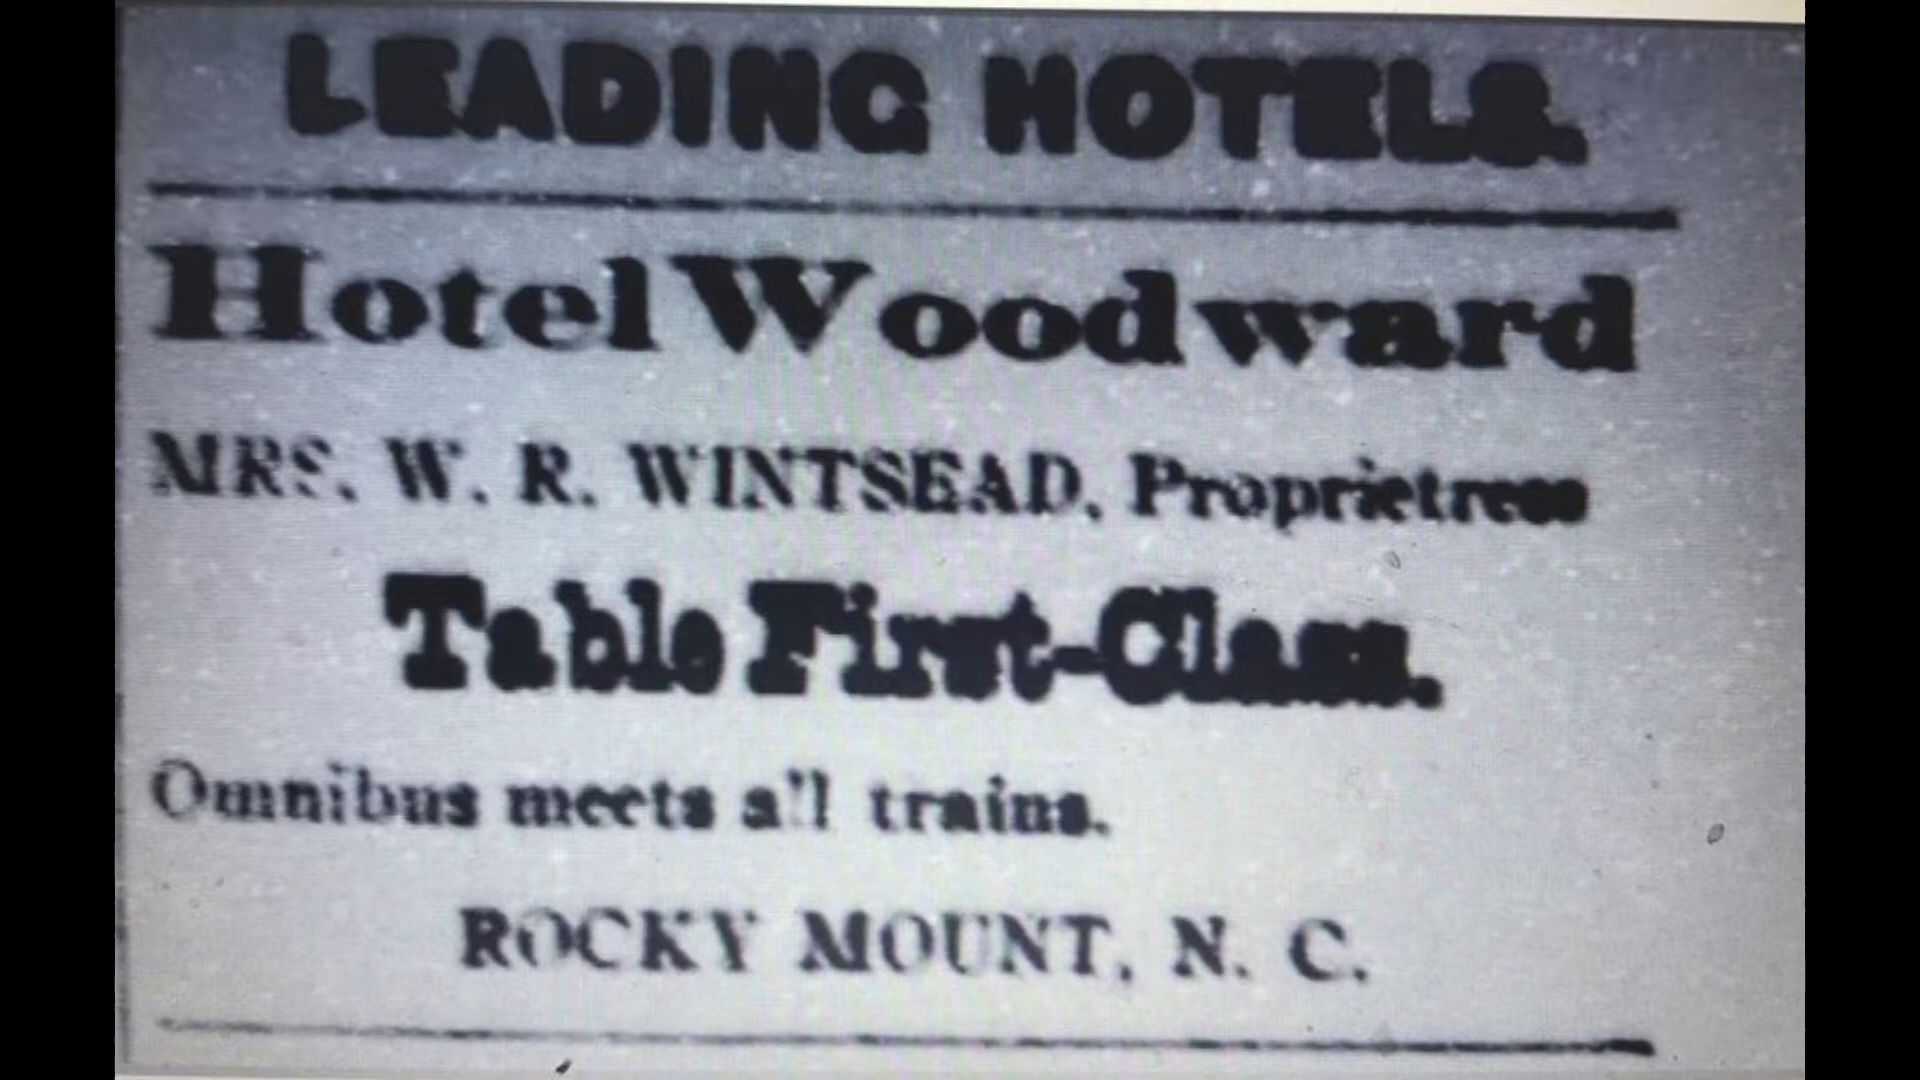 LEADING HOTELS.
Hotel Woodward
MRS. W. R. WINTSEAD, Proprietress
Table First-Class.
Omnibus meets all trains.
ROCKY MOUNT, N. C.